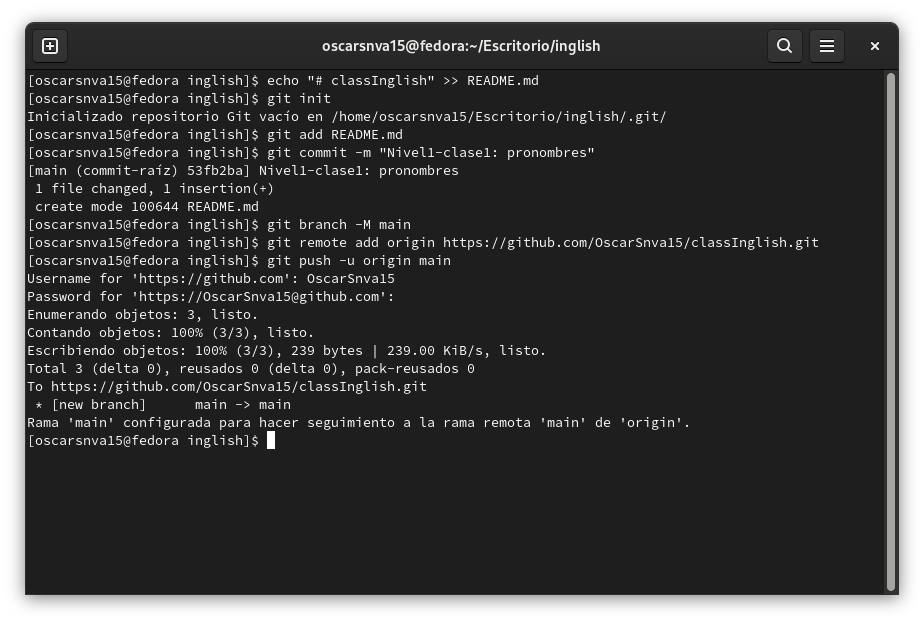 oscarsnva15@fedora:~/Escritorio/inglish
[oscarsnva15@fedora inglish]$ echo "# classInglish" >> README.md
[oscarsnva15@fedora inglish]$ git init
Inicializado repositorio Git vacío en /home/oscarsnva15/Escritorio/inglish/.git/
[oscarsnva15@fedora inglish]$ git add README.md
[oscarsnva15@fedora inglish]$ git commit -m "Nivel1-clase1: pronombres"
[main (commit-raíz) 53fb2ba] Nivel1-clase1: pronombres
 1 file changed, 1 insertion(+)
 create mode 100644 README.md
[oscarsnva15@fedora inglish]$ git branch -M main
[oscarsnva15@fedora inglish]$ git remote add origin https://github.com/OscarSnva15/classInglish.git
[oscarsnva15@fedora inglish]$ git push -u origin main
Username for 'https://github.com': OscarSnva15
Password for 'https://OscarSnva15@github.com':
Enumerando objetos: 3, listo.
Contando objetos: 100% (3/3), listo.
Escribiendo objetos: 100% (3/3), 239 bytes | 239.00 KiB/s, listo.
Total 3 (delta 0), reusados 0 (delta 0), pack-reusados 0
To https://github.com/OscarSnva15/classInglish.git
 * [new branch]      main -> main
Rama 'main' configurada para hacer seguimiento a la rama remota 'main' de 'origin'.
[oscarsnva15@fedora inglish]$